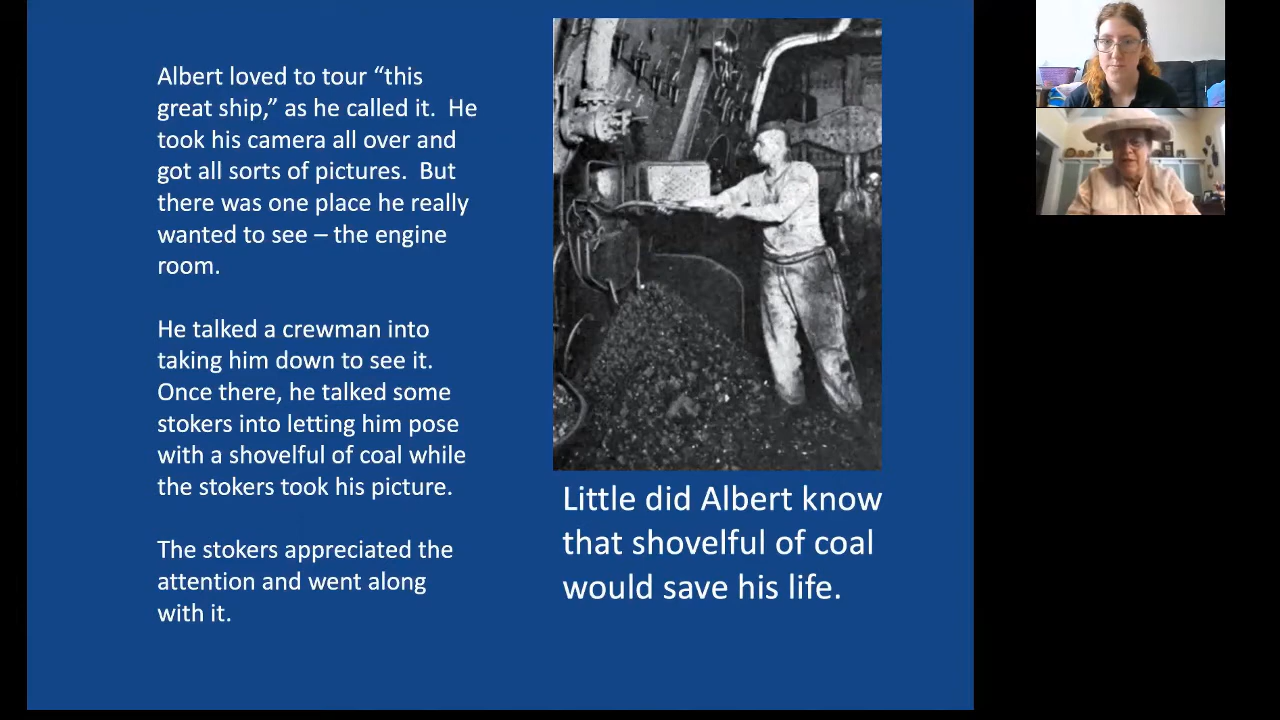 Albert loved to tour “this
great ship,” as he called it.  He
took his camera all over and
got all sorts of pictures.  But
there was one place he really
wanted to see – the engine
room.
He talked a crewman into
taking him down to see it.
Once there, he talked some
stokers into letting him pose
with a shovelful of coal while
the stokers took his picture.
The stokers appreciated the
attention and went along
with it.
Little did Albert know
that shovelful of coal
would save his life.